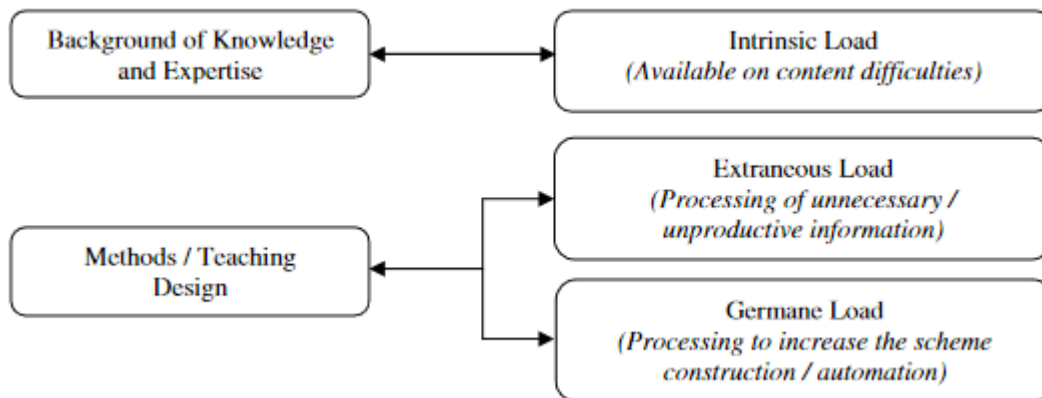 Background of Knowledge
and Expertise
Intrinsic Load
(Available on content difficulties)
Extraneous Load
(Processing of unnecessary /
unproductive information)
Methods / Teaching
Design
Germane Load
(Processing to increase the scheme
construction / automation)